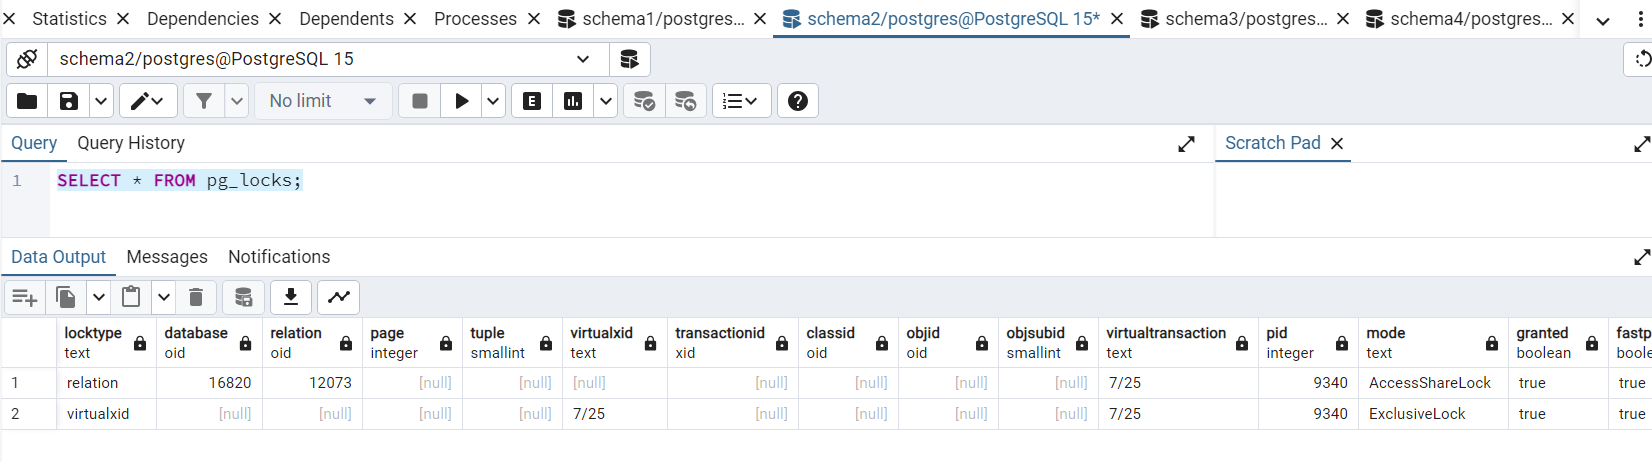 Statistics Dependencies Dependents Processes schema1/postgres... schema2/postgres@PostgreSQL 15* schema3/postgres... schema4/postgres...
schema2/postgres@PostgreSQL 15
No limit E
Query Query History Scratch Pad
1 SELECT * FROM pg_locks;
Data Output Messages Notifications
locktype database relation page tuple virtualxid transactionid classid objid objsubid virtualtransaction pid mode granted fastp
text oid oid integer smallint text xid oid oid smallint text integer text boolean boole
1 relation 16820 12073 [null] [null] [null] [null] [null] [null] [null] 7/25 9340 AccessShareLock true true
2 virtualxid [null] [null] [null] [null] 7/25 [null] [null] [null] [null] 7/25 9340 ExclusiveLock true true